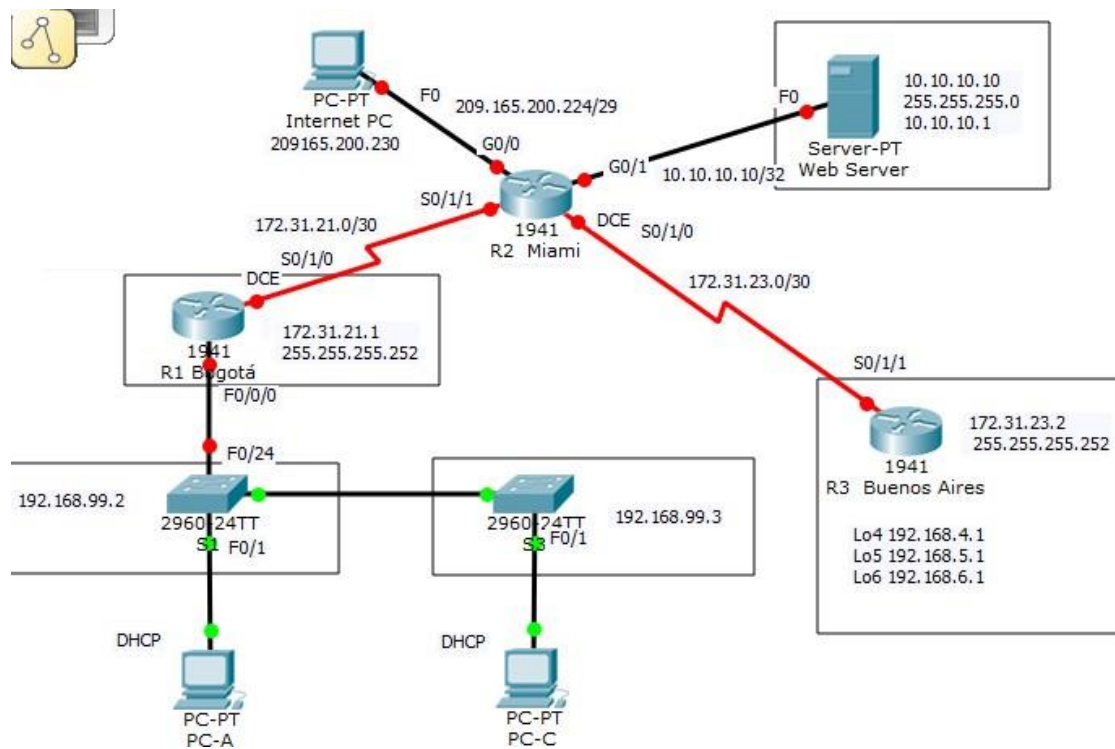 F0
PC-PT
Internet PC
209165.200.230
209.165.200.224/29
G0/0
F0
10.10.10.10
255.255.255.0
10.10.10.1
Server-PT
Web Server
G0/1
10.10.10.10/32
S0/1/1
1941
R2 Miami
DCE
S0/1/0
172.31.21.0/30
S0/1/0
DCE
172.31.23.0/30
172.31.21.1
255.255.255.252
1941
R1 Bogotá
F0/0/0
S0/1/1
172.31.23.2
255.255.255.252
1941
R3 Buenos Aires
F0/24
192.168.99.2
2960-24TT
S1
F0/1
2960-24TT
S3
F0/1
192.168.99.3
Lo4 192.168.4.1
Lo5 192.168.5.1
Lo6 192.168.6.1
DHCP
PC-PT
PC-A
DHCP
PC-PT
PC-C